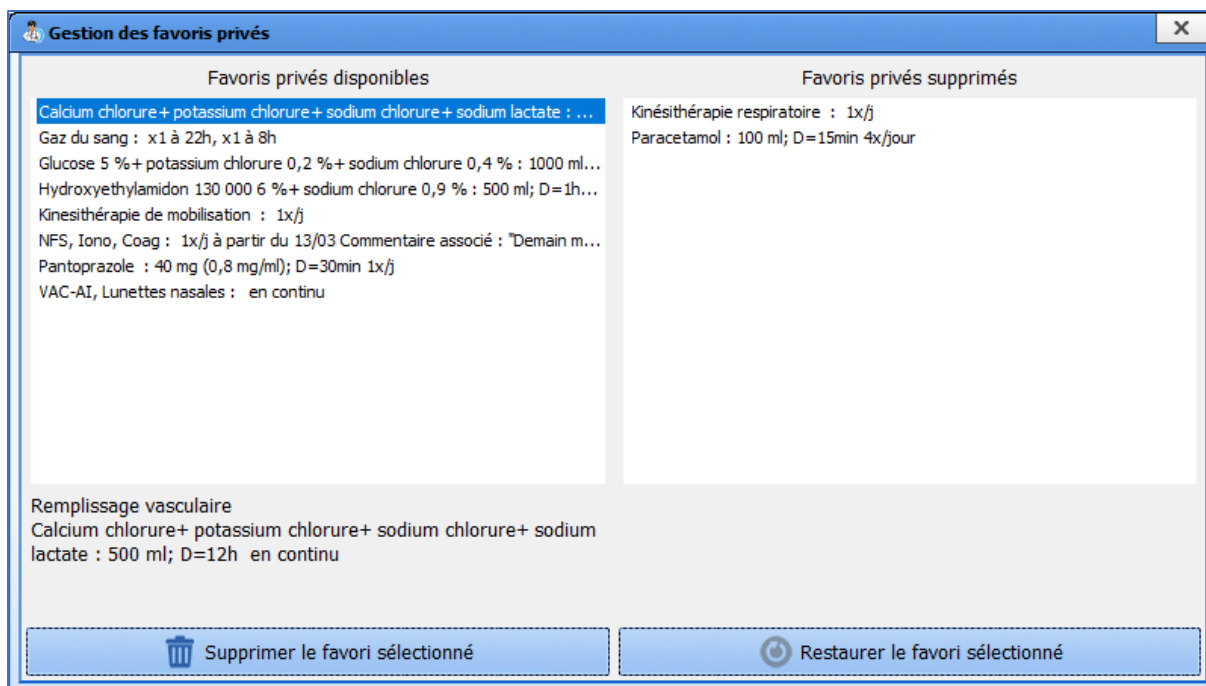 Gestion des favoris privés
Favoris privés disponibles
Calcium chlorure+ potassium chlorure+ sodium chlorure+ sodium lactate : ...
Gaz du sang : x1 à 22h, x1 à 8h
Glucose 5 %+ potassium chlorure 0,2 %+ sodium chlorure 0,4 % : 1000 ml...
Hydroxyethylamidon 130 000 6 %+ sodium chlorure 0,9 % : 500 ml; D=1h...
Kinesithérapie de mobilisation : 1x/j
NFS, Iono, Coag : 1x/j à partir du 13/03 Commentaire associé : "Demain m...
Pantoprazole : 40 mg (0,8 mg/ml); D=30min 1x/j
VAC-AI, Lunettes nasales : en continu
Remplissage vasculaire
Calcium chlorure+ potassium chlorure+ sodium chlorure+ sodium
lactate : 500 ml; D=12h en continu
Supprimer le favori sélectionné
Favoris privés supprimés
Kinésithérapie respiratoire : 1x/j
Paracetamol : 100 ml; D=15min 4x/jour
Restaurer le favori sélectionné